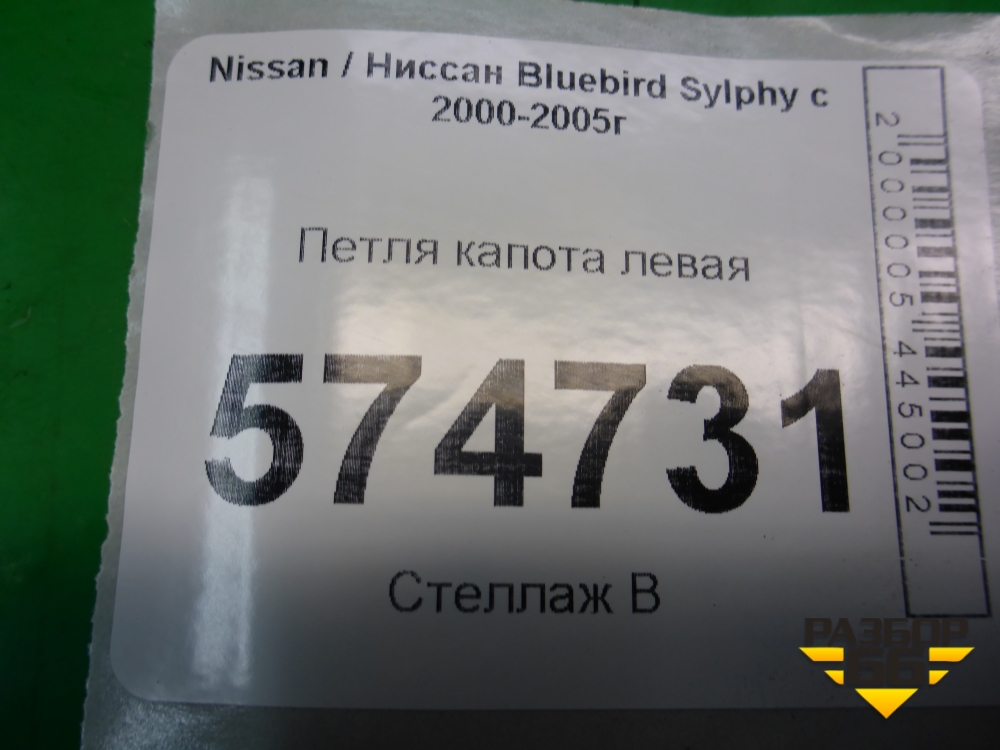 Nissan / Ниссан Bluebird Sylphy с
2000-2005г
Петля капота левая
574731
Стеллаж В
2000005445002
РАЗБОР
66